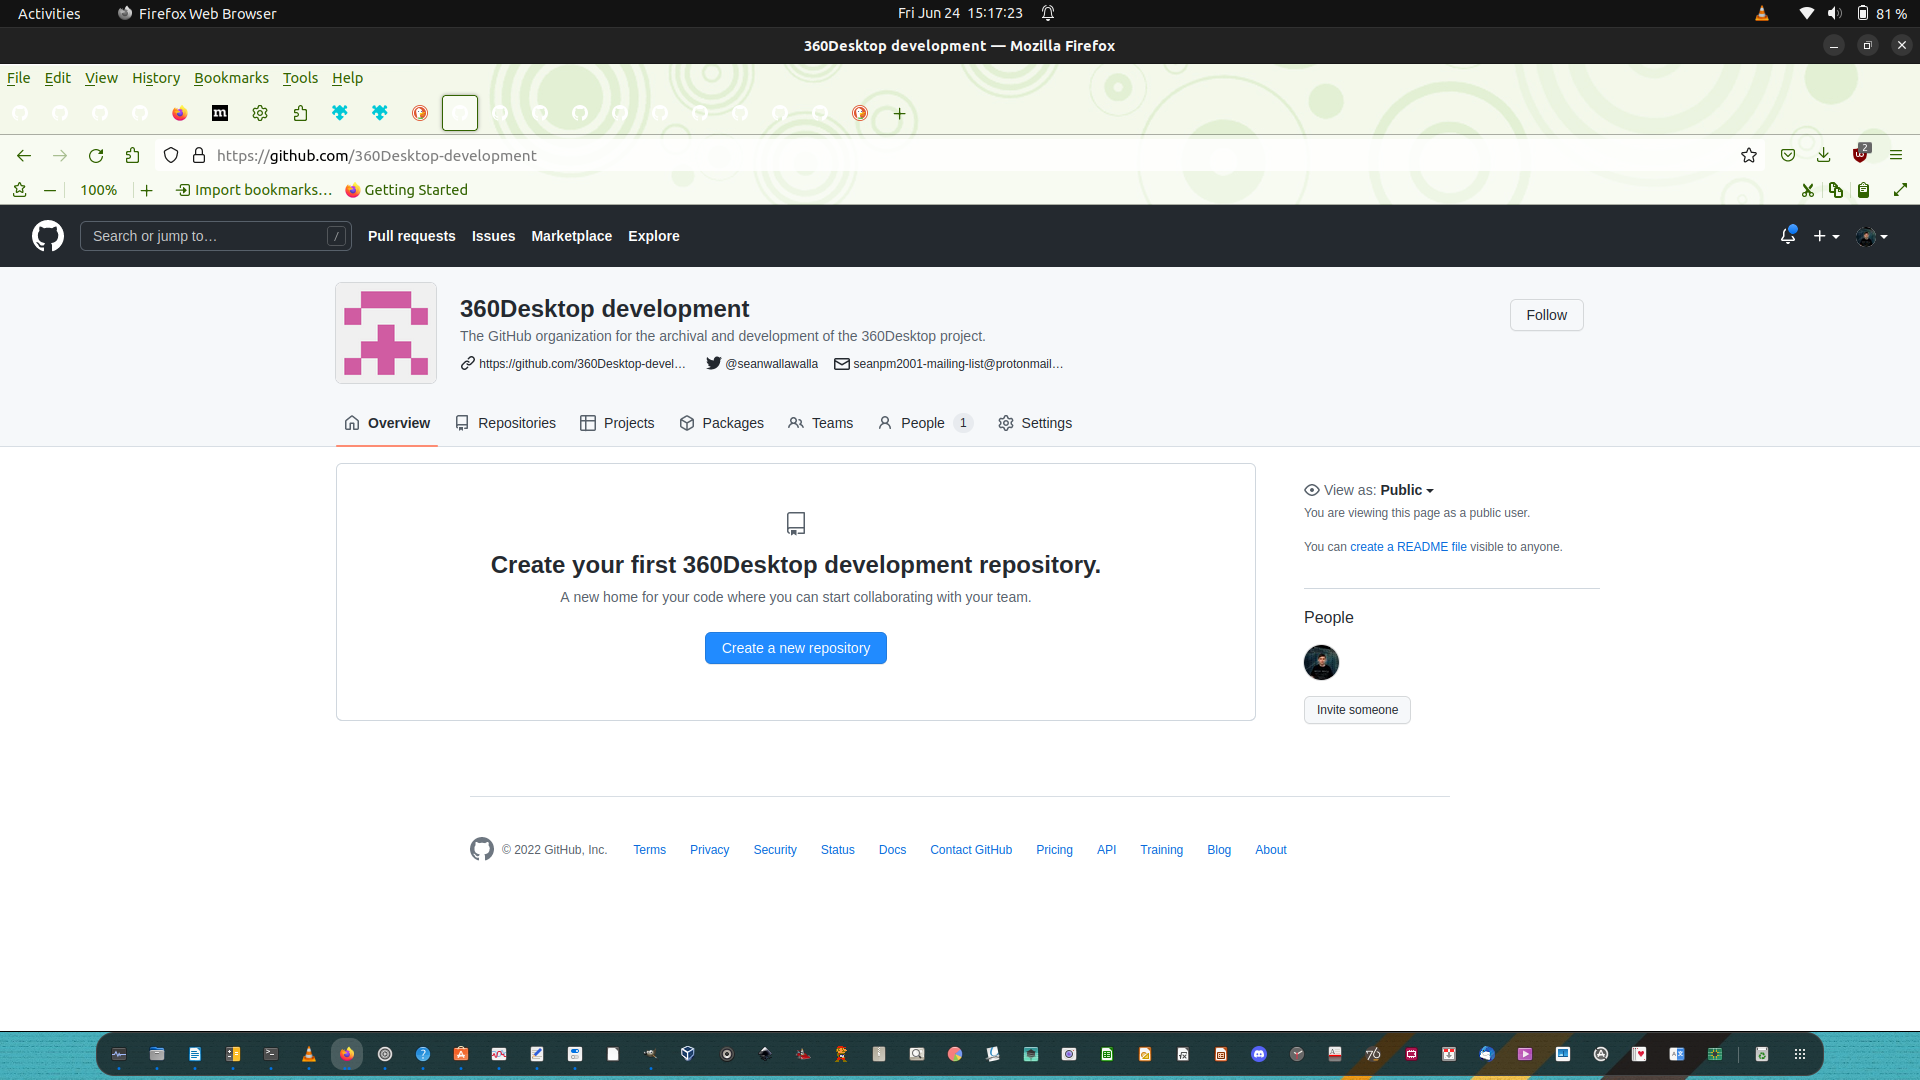 Activities Firefox Web Browser Fri Jun 24 15:17:23 81 %
360Desktop development — Mozilla Firefox
File Edit View History Bookmarks Tools Help
m
https://github.com/360Desktop-development 2
100% Import bookmarks… Getting Started
Search or jump to… / Pull requests Issues Marketplace Explore
360Desktop development
Follow
The GitHub organization for the archival and development of the 360Desktop project.
https://github.com/360Desktop-devel… @seanwallawalla seanpm2001-mailing-list@protonmail…
Overview Repositories Projects Packages Teams People 1 Settings
View as: Public
You are viewing this page as a public user.
You can create a README file visible to anyone.
Create your first 360Desktop development repository.
A new home for your code where you can start collaborating with your team.
Create a new repository
People
Invite someone
© 2022 GitHub, Inc. Terms Privacy Security Status Docs Contact GitHub Pricing API Training Blog About
76